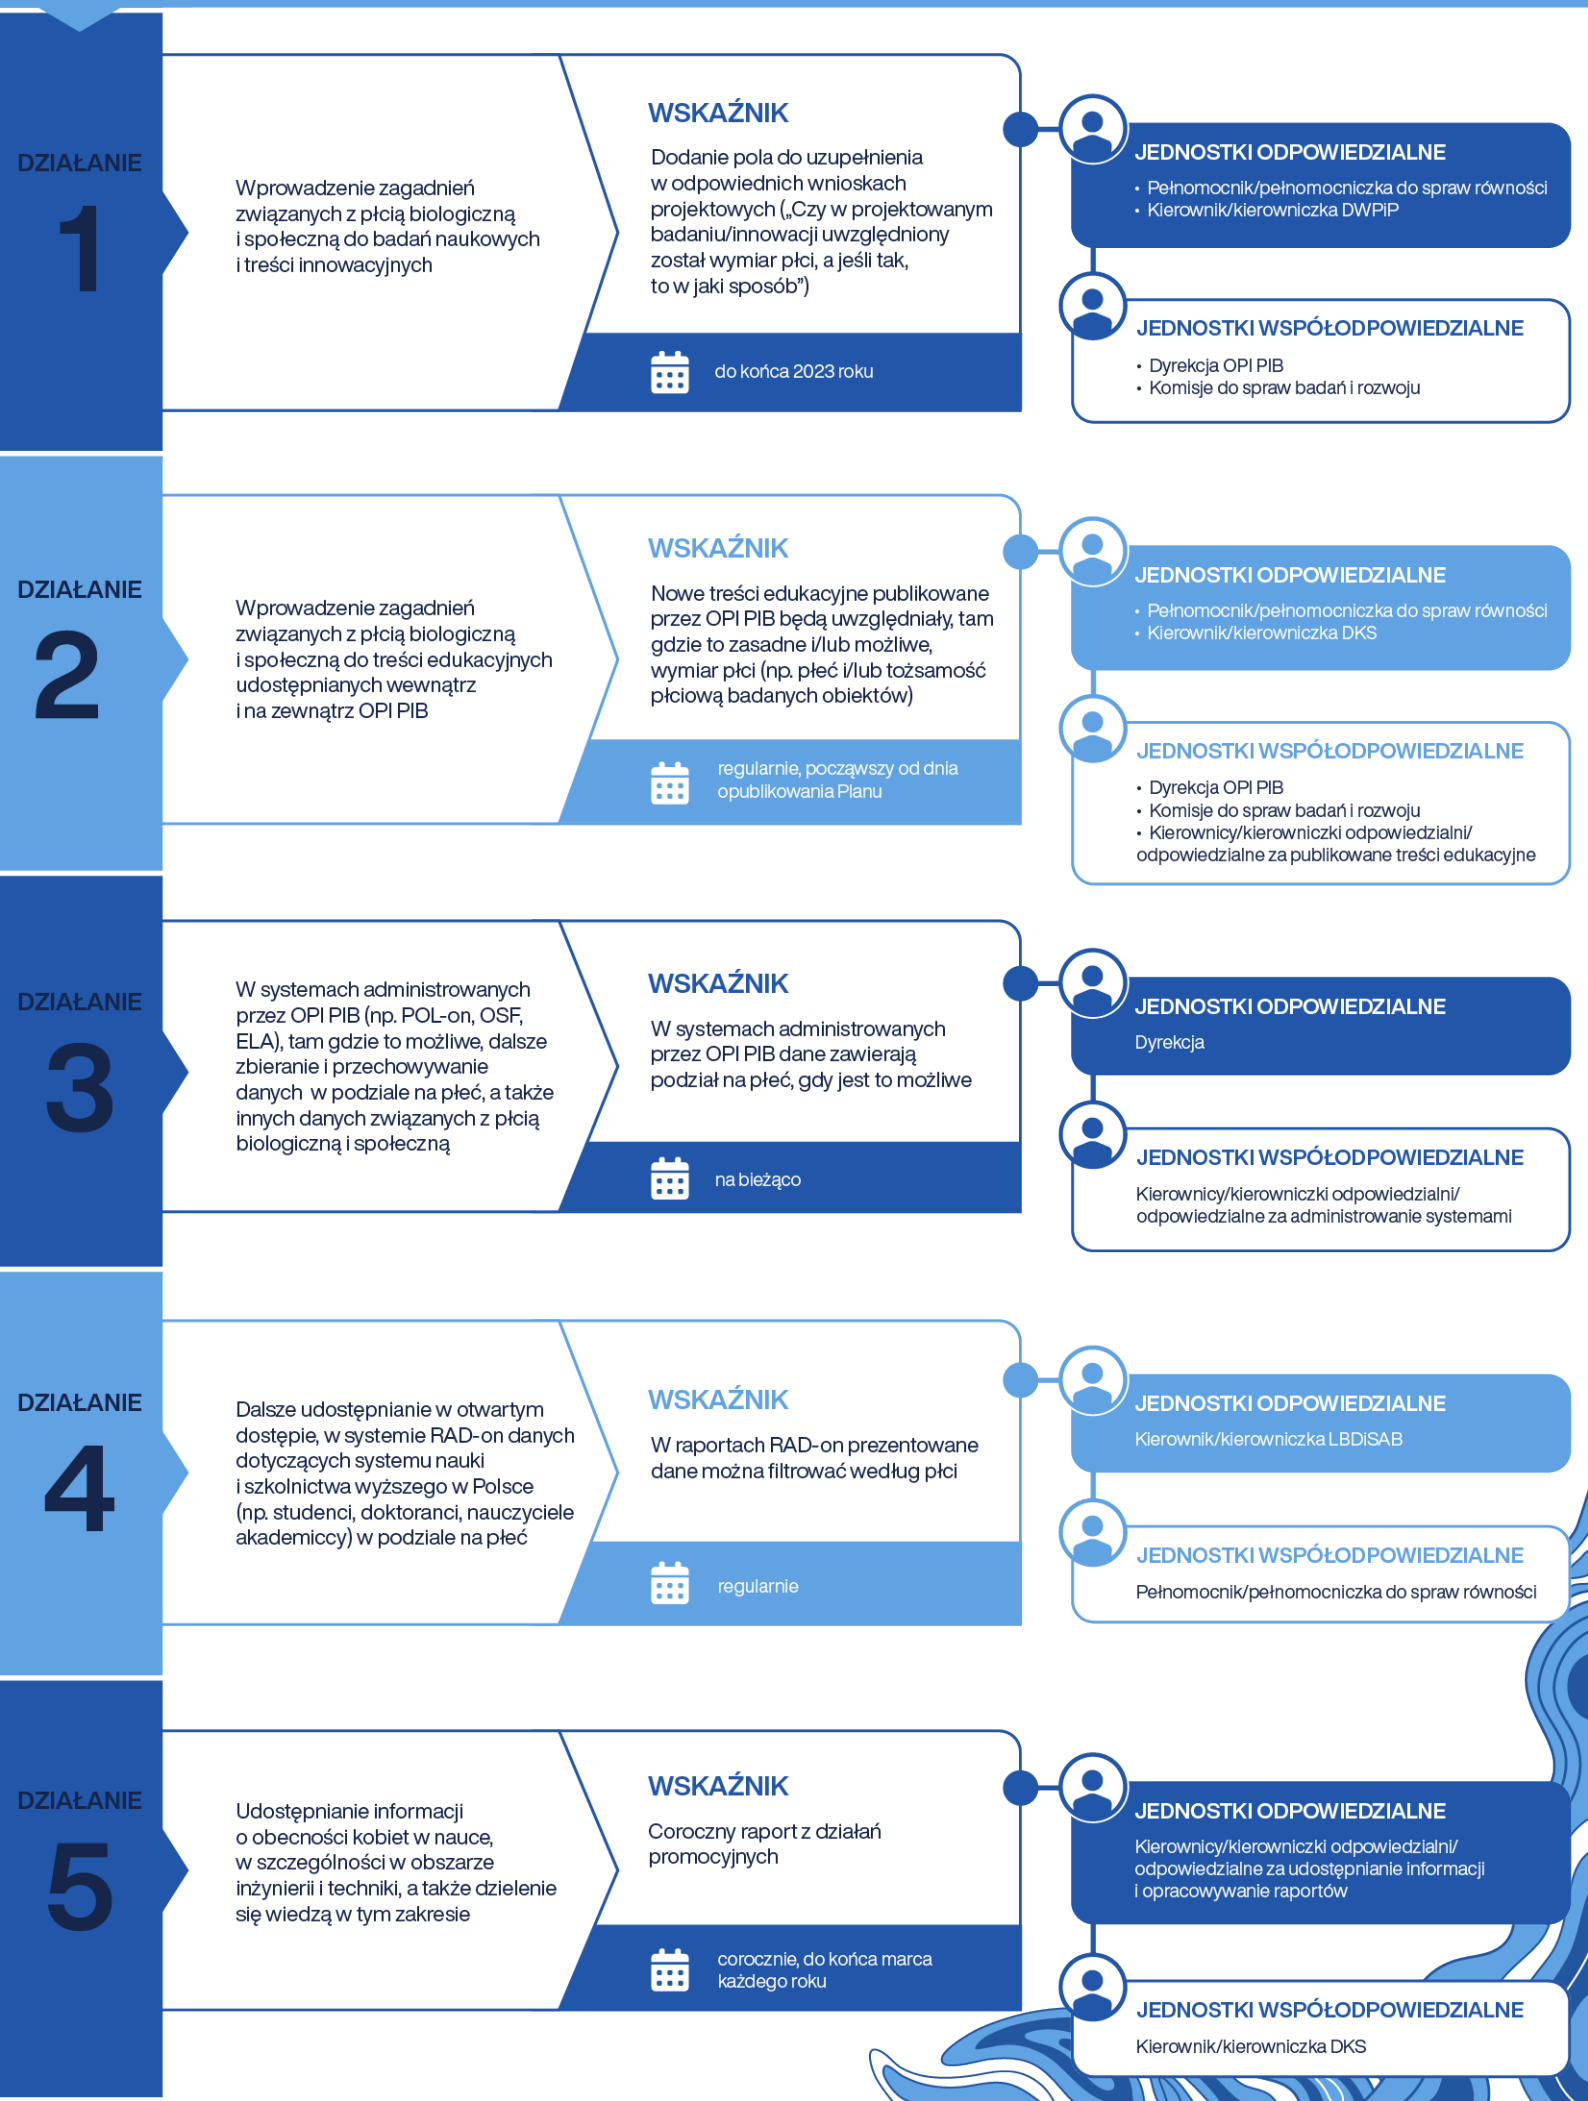 DZIAŁANIE
1
Wprowadzenie zagadnień
związanych z płcią biologiczną
i społeczną do badań naukowych
i treści innowacyjnych
WSKAŹNIK
Dodanie pola do uzupełnienia
w odpowiednich wnioskach
projektowych („Czy w projektowanym
badaniu/innowacji uwzględniony
został wymiar płci, a jeśli tak,
to w jaki sposób”)
do końca 2023 roku
JEDNOSTKI ODPOWIEDZIALNE
• Pełnomocnik/pełnomocniczka do spraw równości
• Kierownik/kierowniczka DWPiP
JEDNOSTKI WSPÓŁODPOWIEDZIALNE
• Dyrekcja OPI PIB
• Komisje do spraw badań i rozwoju
DZIAŁANIE
2
Wprowadzenie zagadnień
związanych z płcią biologiczną
i społeczną do treści edukacyjnych
udostępnianych wewnątrz
i na zewnątrz OPI PIB
WSKAŹNIK
Nowe treści edukacyjne publikowane
przez OPI PIB będą uwzględniały, tam
gdzie to zasadne i/lub możliwe,
wymiar płci (np. płeć i/lub tożsamość
płciową badanych obiektów)
regularnie, począwszy od dnia
opublikowania Planu
JEDNOSTKI ODPOWIEDZIALNE
• Pełnomocnik/pełnomocniczka do spraw równości
• Kierownik/kierowniczka DKS
JEDNOSTKI WSPÓŁODPOWIEDZIALNE
• Dyrekcja OPI PIB
• Komisje do spraw badań i rozwoju
• Kierownicy/kierowniczki odpowiedzialni/
odpowiedzialne za publikowane treści edukacyjne
DZIAŁANIE
3
W systemach administrowanych
przez OPI PIB (np. POL-on, OSF,
ELA), tam gdzie to możliwe, dalsze
zbieranie i przechowywanie
danych w podziale na płeć, a także
innych danych związanych z płcią
biologiczną i społeczną
WSKAŹNIK
W systemach administrowanych
przez OPI PIB dane zawierają
podział na płeć, gdy jest to możliwe
na bieżąco
JEDNOSTKI ODPOWIEDZIALNE
Dyrekcja
JEDNOSTKI WSPÓŁODPOWIEDZIALNE
Kierownicy/kierowniczki odpowiedzialni/
odpowiedzialne za administrowanie systemami
DZIAŁANIE
4
Dalsze udostępnianie w otwartym
dostępie, w systemie RAD-on danych
dotyczących systemu nauki
i szkolnictwa wyższego w Polsce
(np. studenci, doktoranci, nauczyciele
akademiccy) w podziale na płeć
WSKAŹNIK
W raportach RAD-on prezentowane
dane można filtrować według płci
regularnie
JEDNOSTKI ODPOWIEDZIALNE
Kierownik/kierowniczka LBDiSAB
JEDNOSTKI WSPÓŁODPOWIEDZIALNE
Pełnomocnik/pełnomocniczka do spraw równości
DZIAŁANIE
5
Udostępnianie informacji
o obecności kobiet w nauce,
w szczególności w obszarze
inżynierii i techniki, a także dzielenie
się wiedzą w tym zakresie
WSKAŹNIK
Coroczny raport z działań
promocyjnych
corocznie, do końca marca
każdego roku
JEDNOSTKI ODPOWIEDZIALNE
Kierownicy/kierowniczki odpowiedzialni/
odpowiedzialne za udostępnianie informacji
i opracowywanie raportów
JEDNOSTKI WSPÓŁODPOWIEDZIALNE
Kierownik/kierowniczka DKS